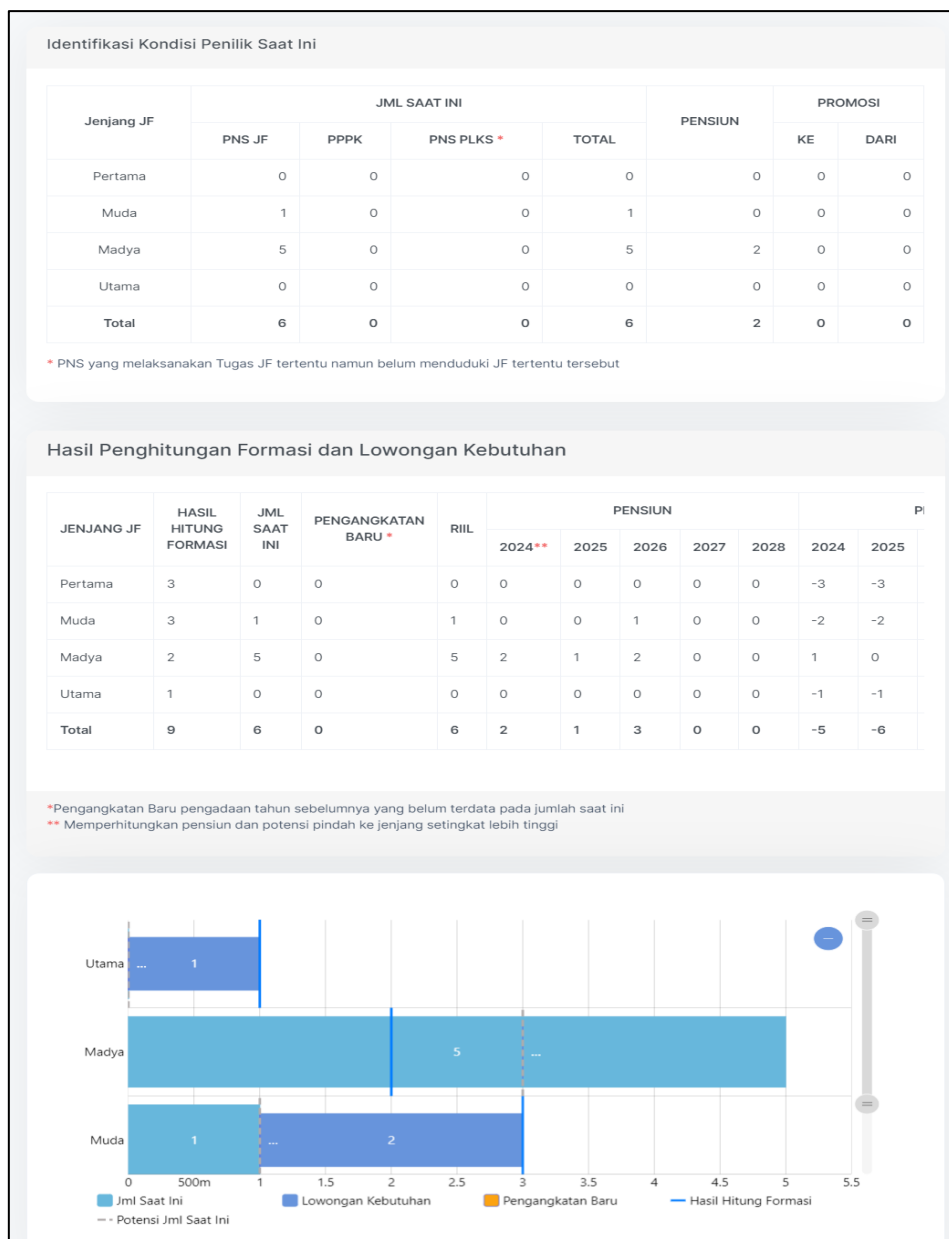 Identifikasi Kondisi Penilik Saat Ini
Jenjang JF JML SAAT INI PENSIUN PROMOSI
PNS JF PPPK PNS PLKS * TOTAL KE DARI
Pertama 0 0 0 0 0 0 0
Muda 1 0 0 1 0 0 0
Madya 5 0 0 5 2 0 0
Utama 0 0 0 0 0 0 0
Total 6 0 0 6 2 0 0
* PNS yang melaksanakan Tugas JF tertentu namun belum menduduki JF tertentu tersebut
Hasil Penghitungan Formasi dan Lowongan Kebutuhan
JENJANG JF HASIL HITUNG FORMASI JML SAAT INI PENGANGKATAN BARU * RIIL PENSIUN
2024** 2025 2026 2027 2028 2024 2025
Pertama 3 0 0 0 0 0 0 0 0 -3 -3
Muda 3 1 0 1 0 0 1 0 0 -2 -2
Madya 2 5 0 5 2 1 2 0 0 1 0
Utama 1 0 0 0 0 0 0 0 0 -1 -1
Total 9 6 0 6 2 1 3 0 0 -5 -6
*Pengangkatan Baru pengadaan tahun sebelumnya yang belum terdata pada jumlah saat ini
** Memperhitungkan pensiun dan potensi pindah ke jenjang setingkat lebih tinggi
Utama ... 1
Madya 5 ...
Muda 1 ... 2
0 500m 1 1.5 2 2.5 3 3.5 4 4.5 5 5.5
Jml Saat Ini Lowongan Kebutuhan Pengangkatan Baru Hasil Hitung Formasi
Potensi Jml Saat Ini